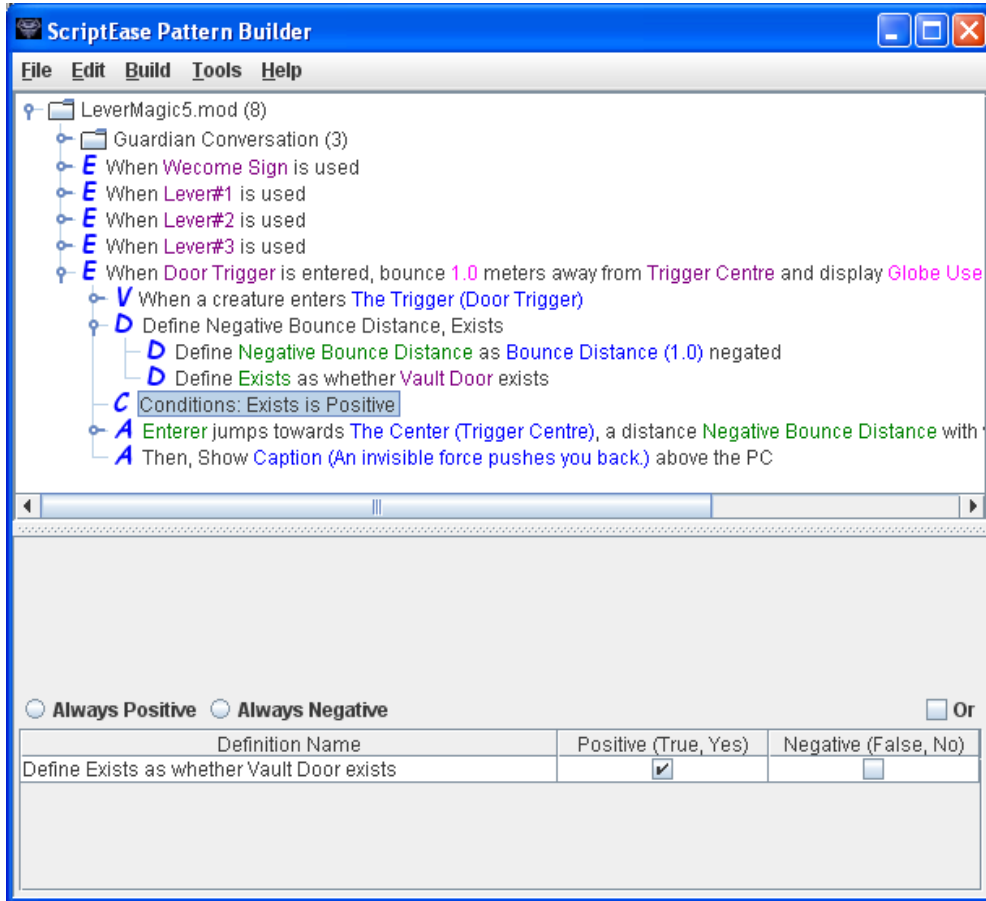 ScriptEase Pattern Builder
File Edit Build Tools Help
LeverMagic5.mod (8)
Guardian Conversation (3)
E When Wecome Sign is used
E When Lever#1 is used
E When Lever#2 is used
E When Lever#3 is used
E When Door Trigger is entered, bounce 1.0 meters away from Trigger Centre and display Globe Use
V When a creature enters The Trigger (Door Trigger)
D Define Negative Bounce Distance, Exists
D Define Negative Bounce Distance as Bounce Distance (1.0) negated
D Define Exists as whether Vault Door exists
C Conditions: Exists is Positive
A Enterer jumps towards The Center (Trigger Centre), a distance Negative Bounce Distance with
A Then, Show Caption (An invisible force pushes you back.) above the PC
Always Positive Always Negative Or
Definition Name Positive (True, Yes) Negative (False, No)
Define Exists as whether Vault Door exists